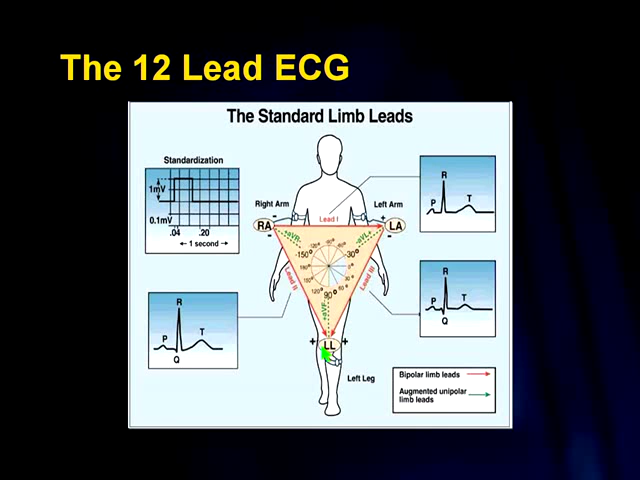 The 12 Lead ECG
The Standard Limb Leads
Standardization
1mV
0.1mV
.04 .20
1 second
Right Arm
Left Arm
- +
RA
Lead I
LA
- -
aVR
aVL
-150°
-30°
90°
Lead II
Lead III
aVF
R
P
T
R
P
T
Q
R
P
T
Q
+ LL +
Left Leg
Bipolar limb leads
Augmented unipolar
limb leads